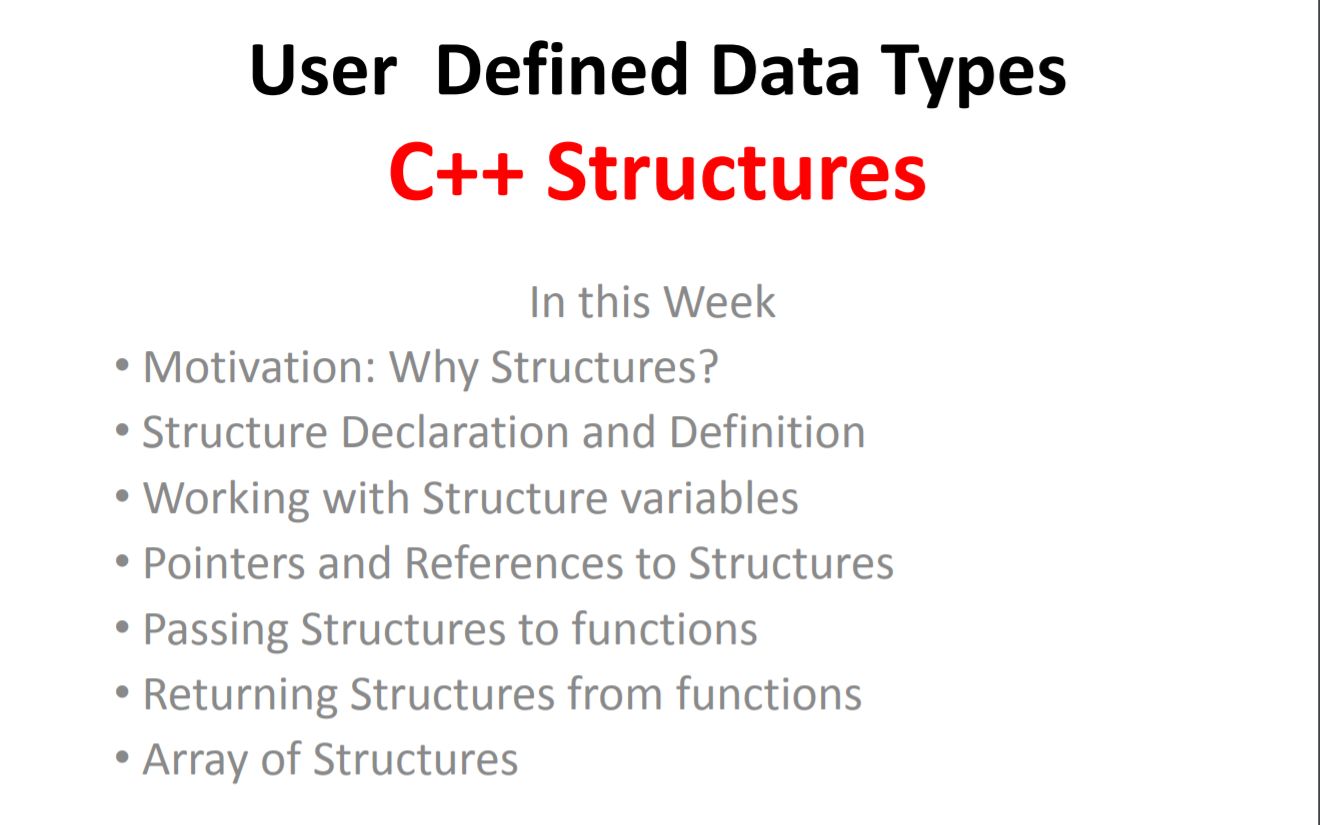 User  Defined Data Types
C++ Structures
In this Week
• Motivation: Why Structures?
• Structure Declaration and Definition
• Working with Structure variables
• Pointers and References to Structures
• Passing Structures to functions
• Returning Structures from functions
• Array of Structures